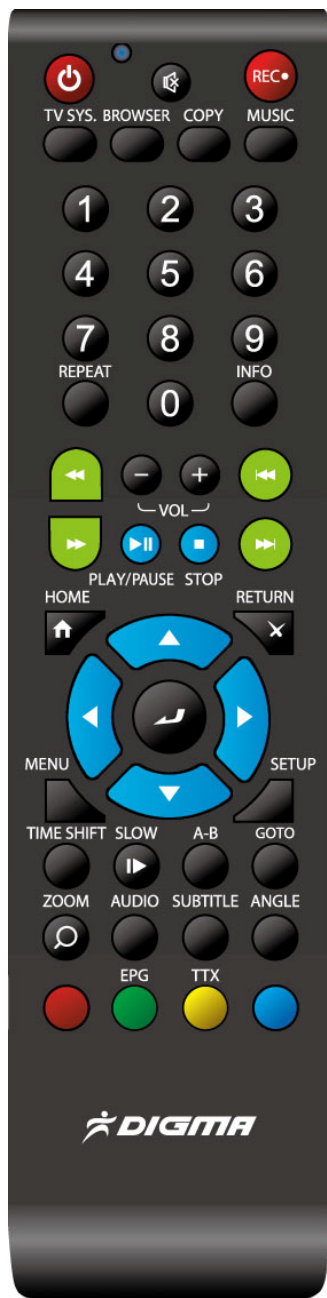 REC
TV SYS. BROWSER COPY MUSIC
1 2 3
4 5 6
7 8 9
REPEAT INFO
0
- +
VOL
PLAY/PAUSE STOP
HOME RETURN
MENU SETUP
TIME SHIFT SLOW A-B GOTO
ZOOM AUDIO SUBTITLE ANGLE
EPG TTX
DIGMA